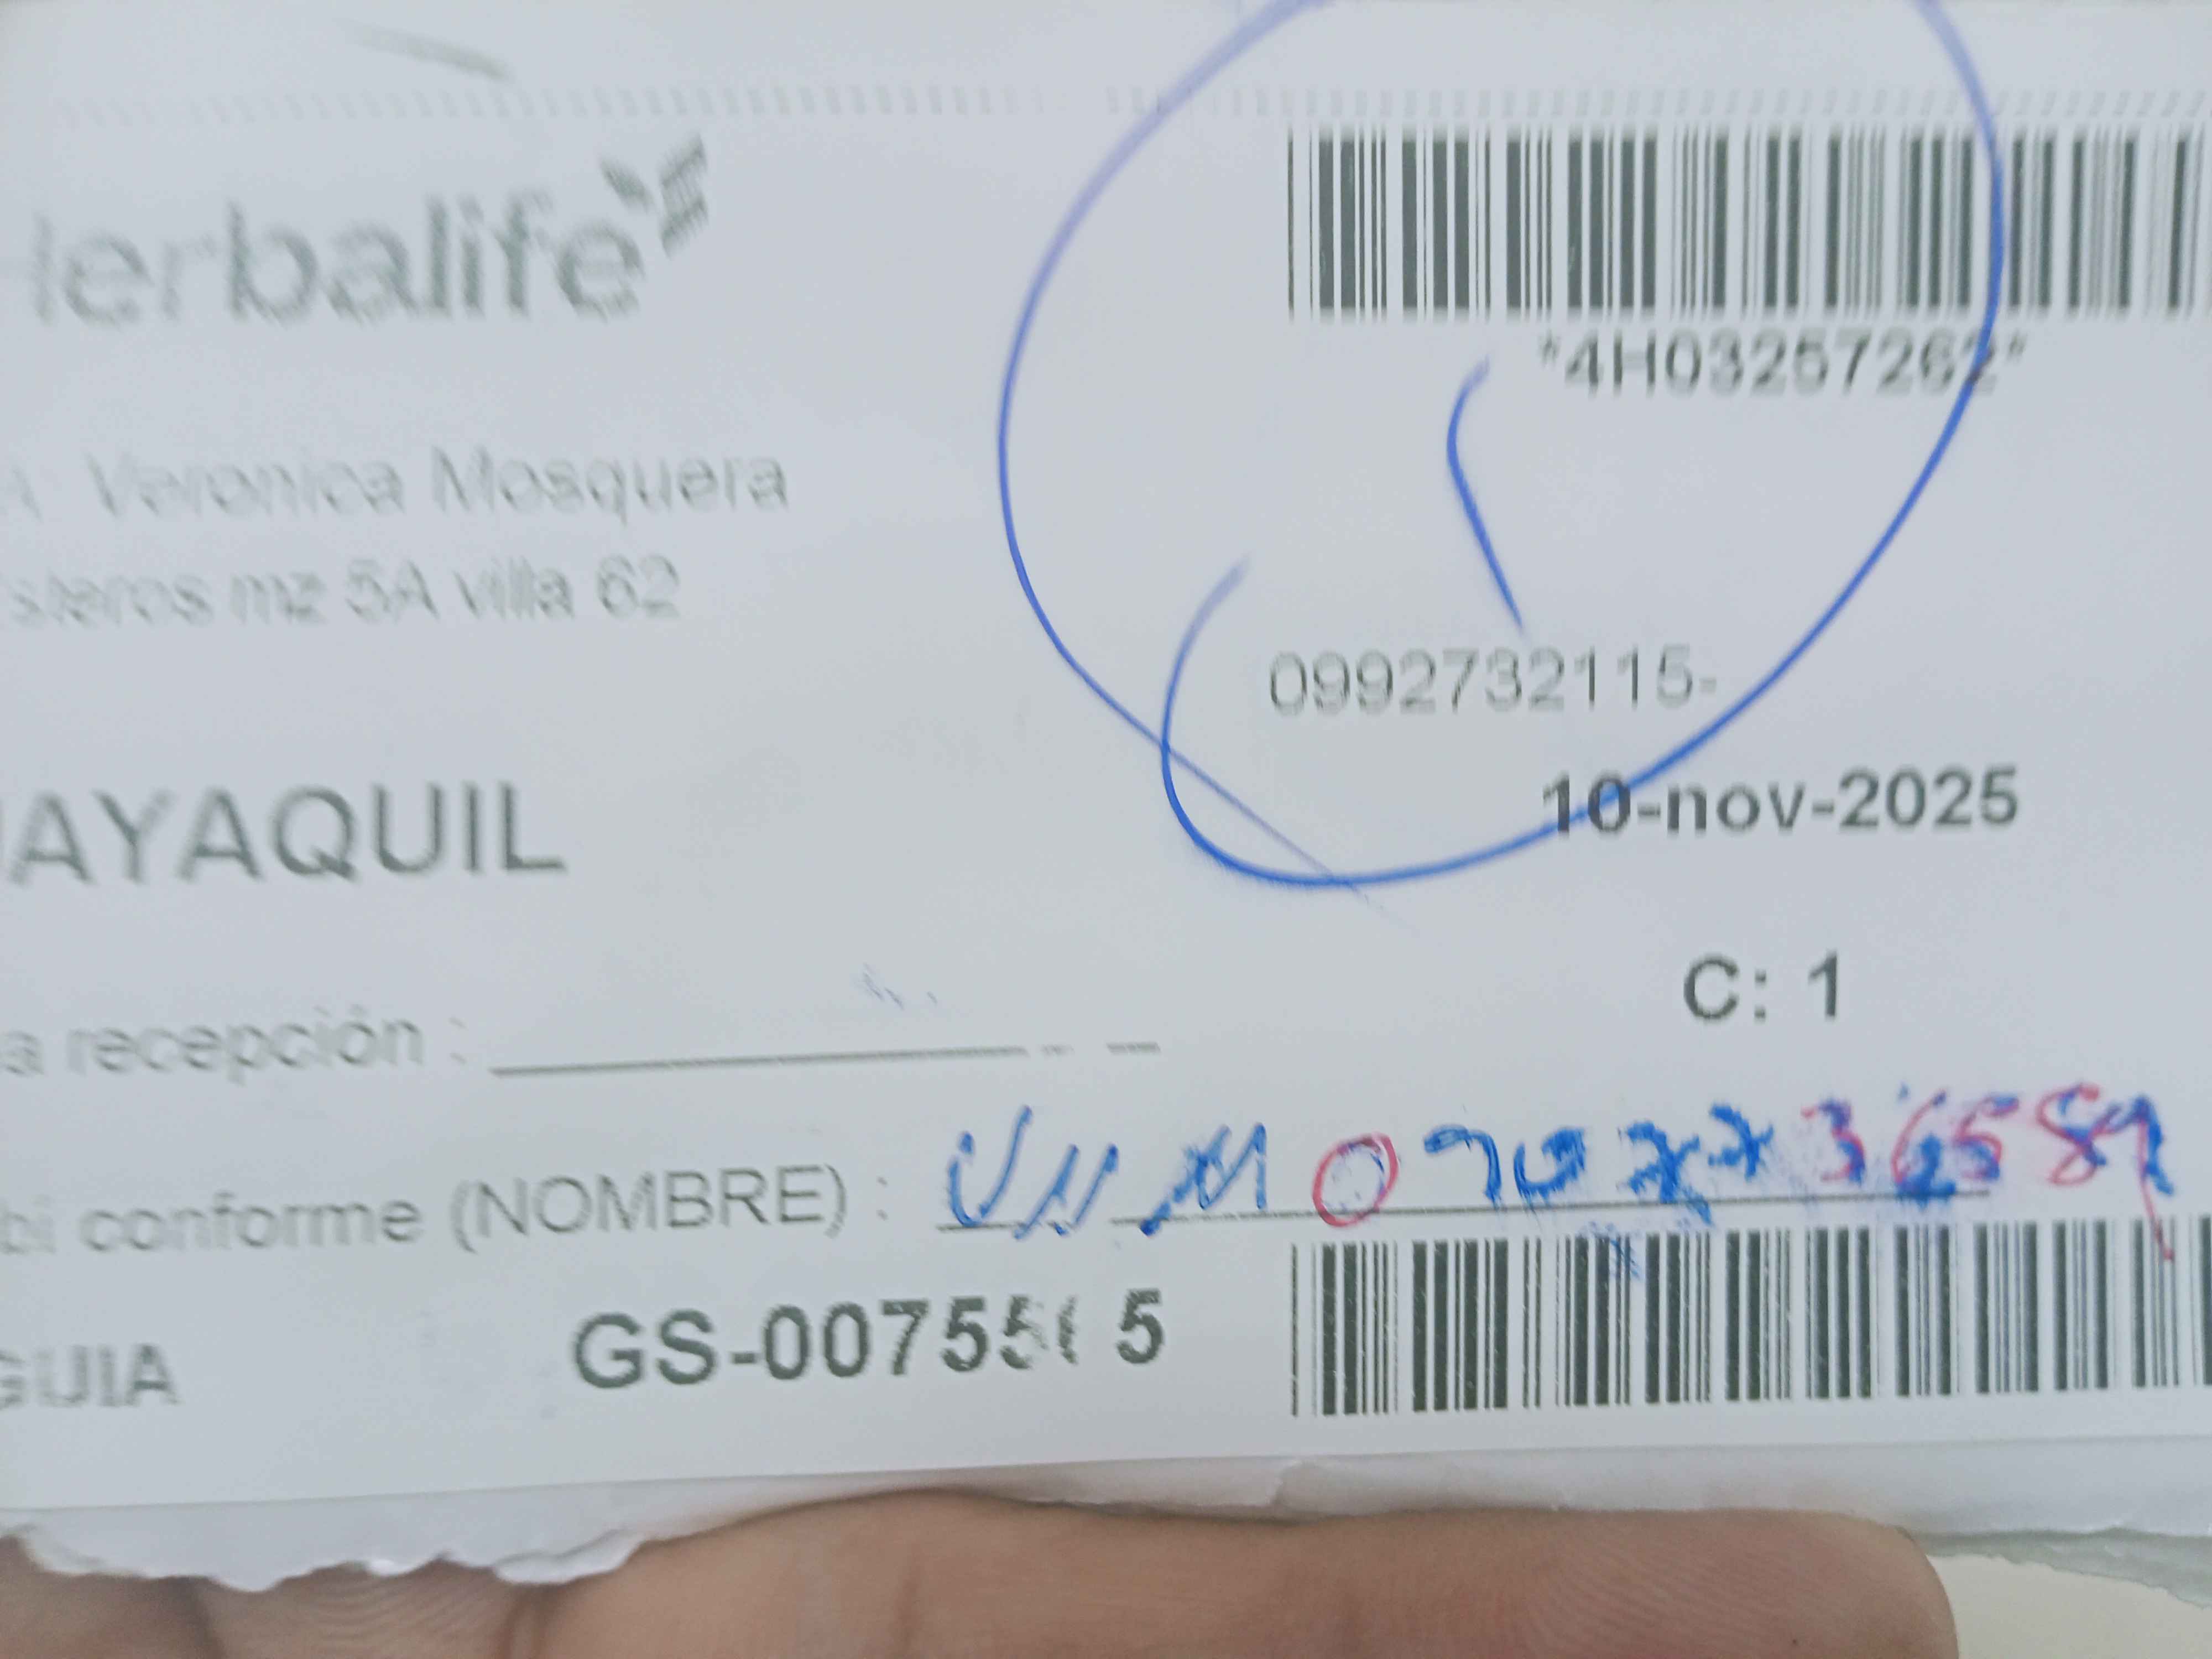 Herbalife
*4H03257262*
Veronica Mosquera
steros mz 5A villa 62
0992732115-
10-nov-2025
AYAQUIL
C: 1
a recepción :
bi conforme (NOMBRE) :
GUIA